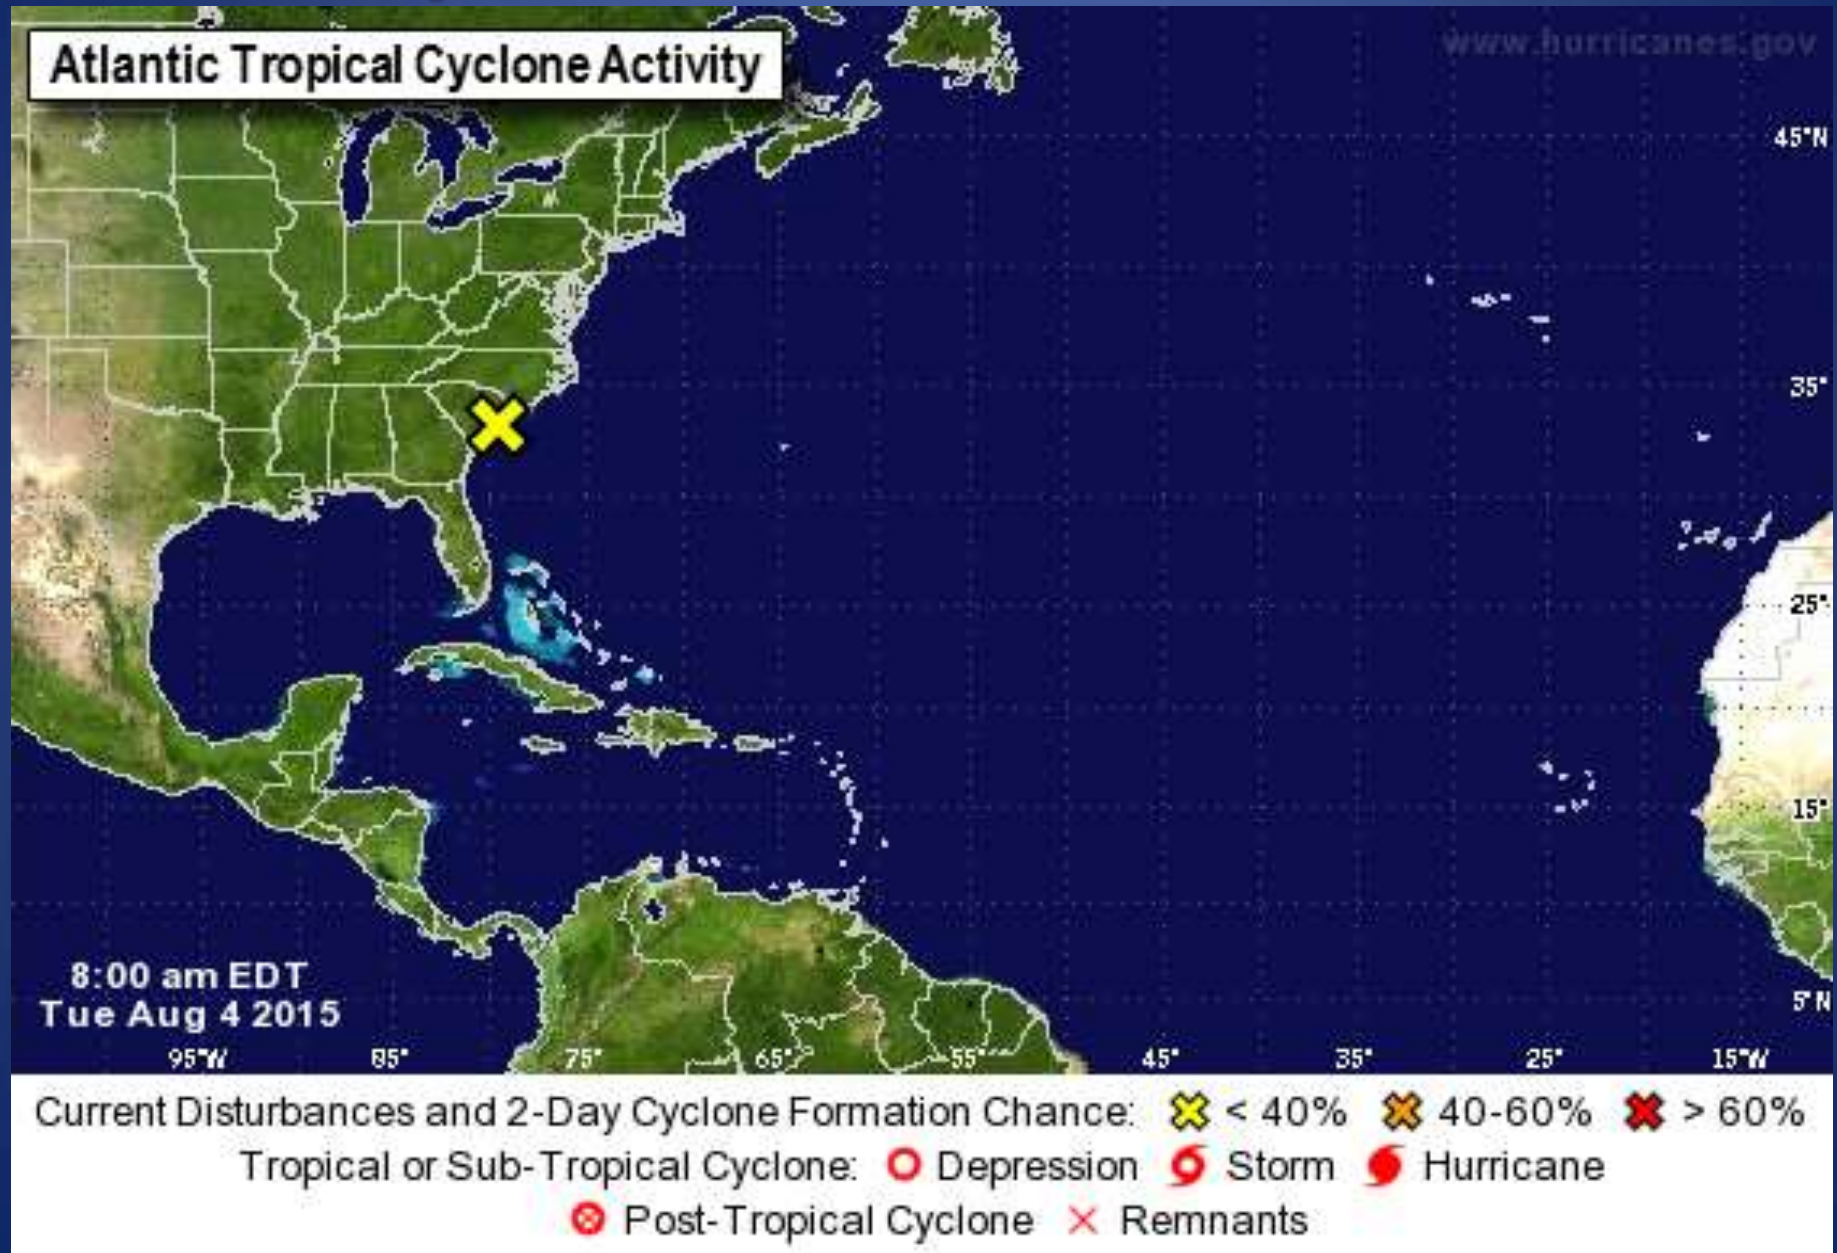 Atlantic Tropical Cyclone Activity
www.hurricanes.gov
45°N
35°
25°
15°
5°N
8:00 am EDT
Tue Aug 4 2015
95°W 85° 75° 65° 55° 45° 35° 25° 15°W
Current Disturbances and 2-Day Cyclone Formation Chance: < 40% 40-60% > 60%
Tropical or Sub-Tropical Cyclone: Depression Storm Hurricane
Post-Tropical Cyclone Remnants